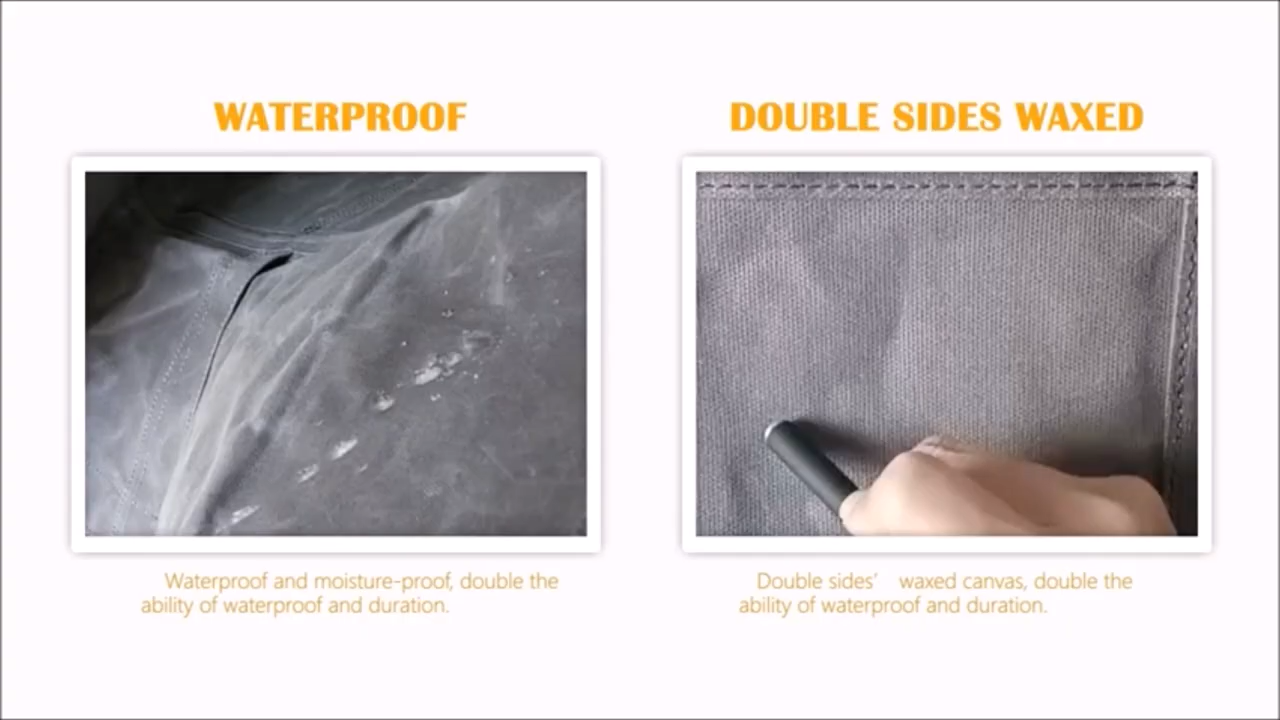 WATERPROOF
DOUBLE SIDES WAXED
Waterproof and moisture-proof, double the
ability of waterproof and duration.
Double sides' waxed canvas, double the
ability of waterproof and duration.